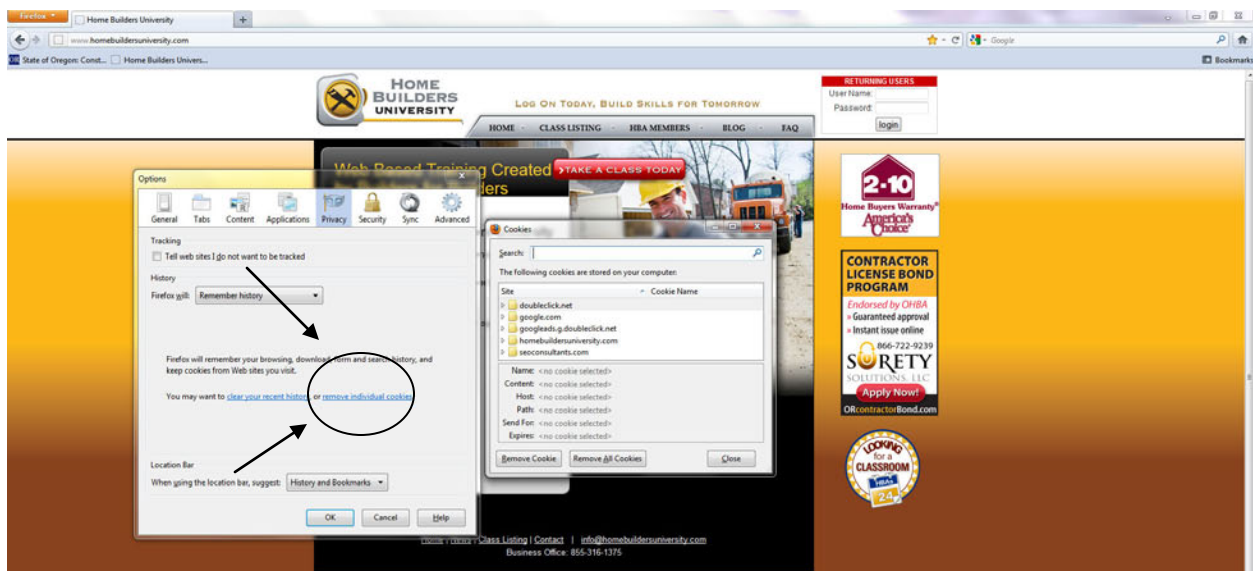 Firefox
Home Builders University
www.homebuildersuniversity.com
Google
State of Oregon: Const...
Home Builders Univers...
Bookmarks
HOME
BUILDERS
UNIVERSITY
LOG ON TODAY, BUILD SKILLS FOR TOMORROW
HOME CLASS LISTING HBA MEMBERS BLOG FAQ
RETURNING USERS
User Name:
Password:
login
Web Based Training Created
ders
TAKE A CLASS TODAY
Options
General Tabs Content Applications Privacy Security Sync Advanced
Tracking
Tell web sites I do not want to be tracked
History
Firefox will: Remember history
Firefox will remember your browsing, download, form and search history, and
keep cookies from Web sites you visit.
You may want to clear your recent history, or remove individual cookies.
Location Bar
When using the location bar, suggest: History and Bookmarks
OK Cancel Help
Cookies
Search:
The following cookies are stored on your computer:
Site Cookie Name
doubleclick.net
google.com
googleads.g.doubleclick.net
homebuildersuniversity.com
seoconsultants.com
Name: <no cookie selected>
Content: <no cookie selected>
Host: <no cookie selected>
Path: <no cookie selected>
Send For: <no cookie selected>
Expires: <no cookie selected>
Remove Cookie Remove All Cookies Close
2-10
Home Buyers Warranty®
America's
Choice
CONTRACTOR
LICENSE BOND
PROGRAM
Endorsed by OHBA
» Guaranteed approval
» Instant issue online
866-722-9239
SURETY
SOLUTIONS, LLC
Apply Now!
ORcontractorBond.com
LOOKING
for a
CLASSROOM
HBAs
24
Home | News | Class Listing | Contact | info@homebuildersuniversity.com
Business Office: 855-316-1375